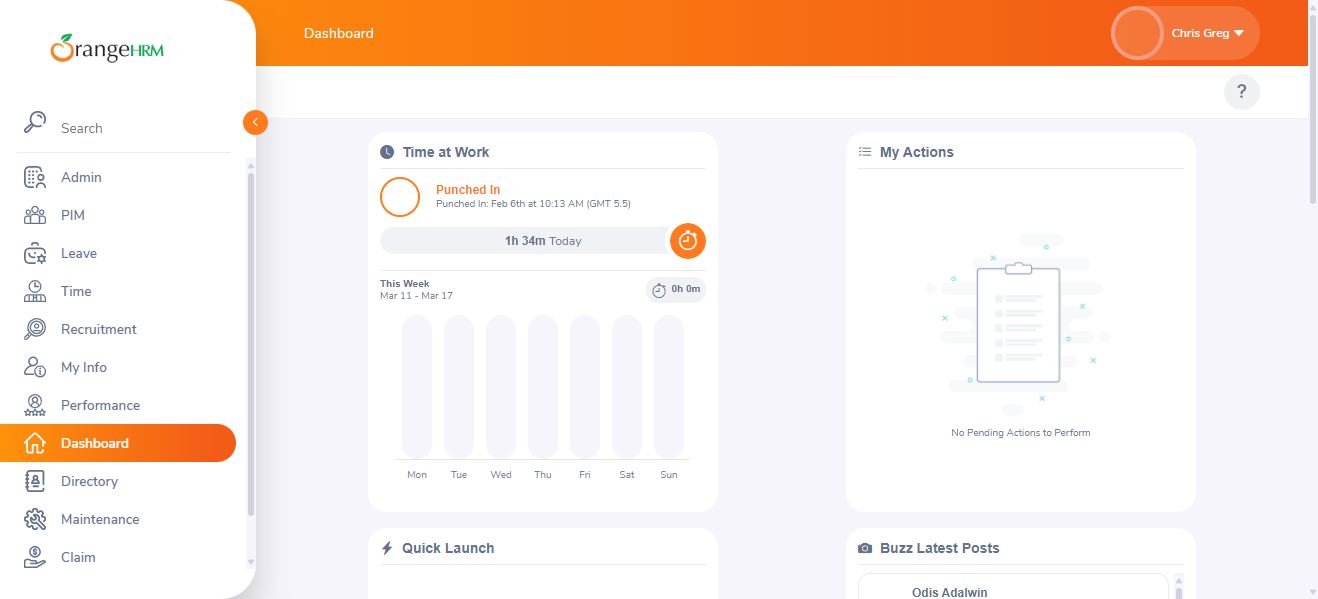 OrangeHRM
Search
Admin
PIM
Leave
Time
Recruitment
My Info
Performance
Dashboard
Directory
Maintenance
Claim
Dashboard
Chris Greg
?
Time at Work
Punched In
Punched In: Feb 6th at 10:13 AM (GMT 5.5)
1h 34m Today
This Week
Mar 11 - Mar 17
0h 0m
Mon Tue Wed Thu Fri Sat Sun
My Actions
No Pending Actions to Perform
Quick Launch
Buzz Latest Posts
Odis Adalwin